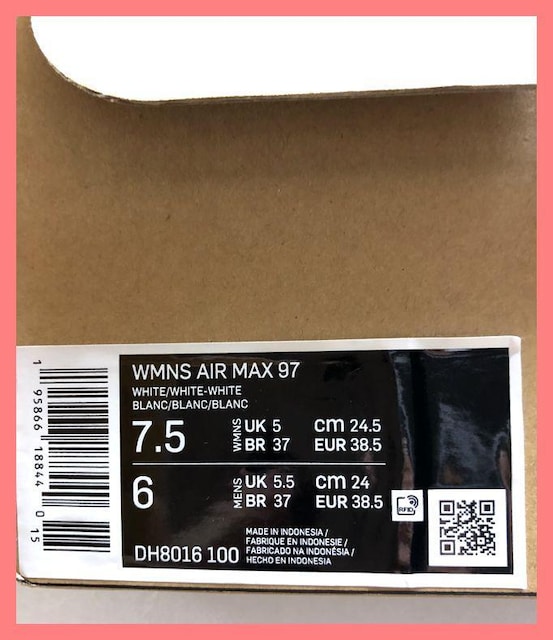 WMNS AIR MAX 97
WHITE/WHITE-WHITE
BLANC/BLANC/BLANC
7.5 WMNS UK 5 cm 24.5
BR 37 EUR 38.5
6 MENS UK 5.5 cm 24
BR 37 EUR 38.5
RFID
DH8016 100
MADE IN INDONESIA /
FABRIQUE EN INDONESIE /
FABRICADO NA INDONÉSIA /
HECHO EN INDONESIA
1 95866 18844 0 15